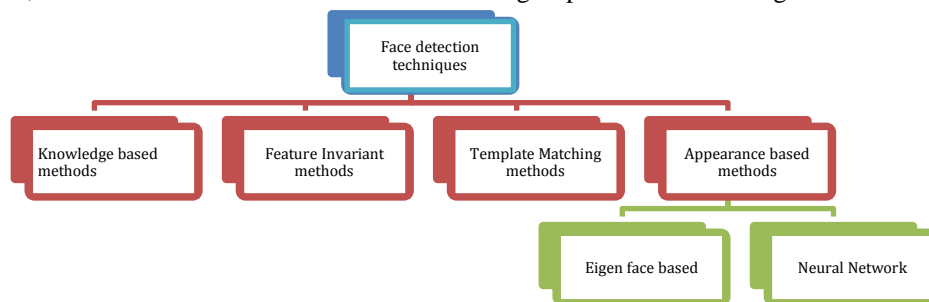 Face detection
techniques
Knowledge based
methods
Feature Invariant
methods
Template Matching
methods
Appearance based
methods
Eigen face based
Neural Network